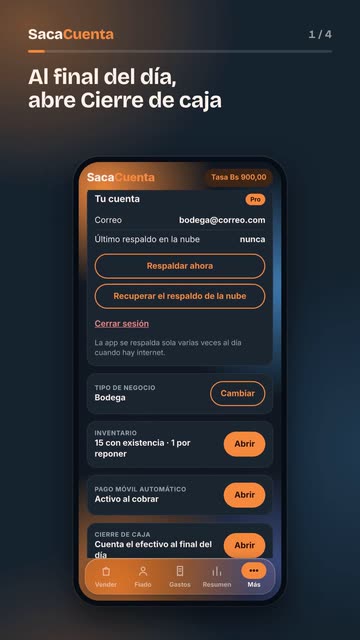 SacaCuenta
1 / 4
Al final del día,
abre Cierre de caja
SacaCuenta
Tasa Bs 900,00
Tu cuenta
Pro
Correo
bodega@correo.com
Último respaldo en la nube
nunca
Respaldar ahora
Recuperar el respaldo de la nube
Cerrar sesión
La app se respalda sola varias veces al día
cuando hay internet.
TIPO DE NEGOCIO
Bodega
Cambiar
INVENTARIO
15 con existencia · 1 por
reponer
Abrir
PAGO MÓVIL AUTOMÁTICO
Activo al cobrar
Abrir
CIERRE DE CAJA
Cuenta el efectivo al final del
día
Abrir
Vender
Fiado
Gastos
Resumen
Más